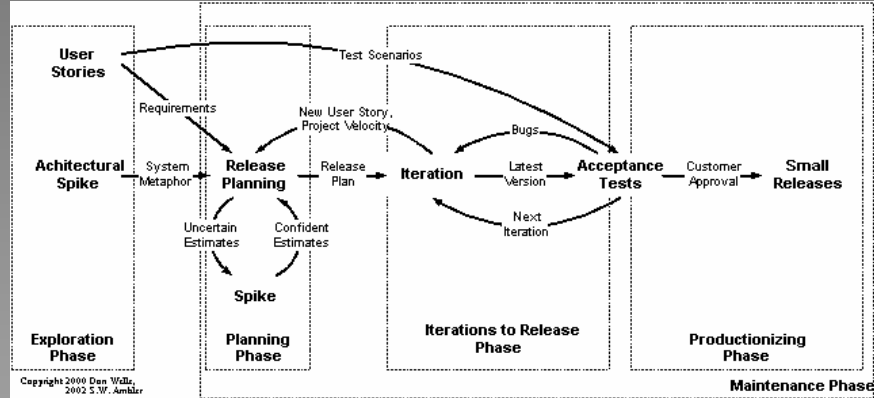 User
Stories
Test Scenarios
Requirements
New User Story,
Project Velocity
Bugs
Achitectural
Spike
System
Metaphor
Release
Planning
Release
Plan
Iteration
Latest
Version
Acceptance
Tests
Customer
Approval
Small
Releases
Next
Iteration
Uncertain
Estimates
Confident
Estimates
Spike
Exploration
Phase
Planning
Phase
Iterations to Release
Phase
Productionizing
Phase
Copyright 2000 Don Wells,
2002 S.W. Ambler
Maintenance Phase